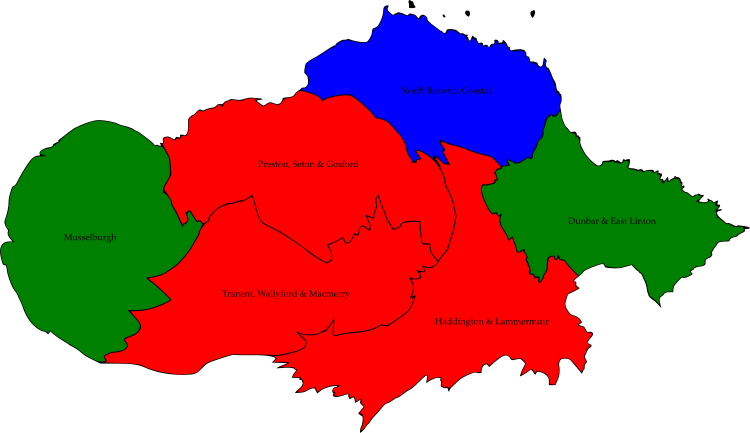 North Berwick Coastal
Preston, Seton & Gosford
Dunbar & East Linton
Musselburgh
Tranent, Wallyford & Macmerry
Haddington & Lammermuir